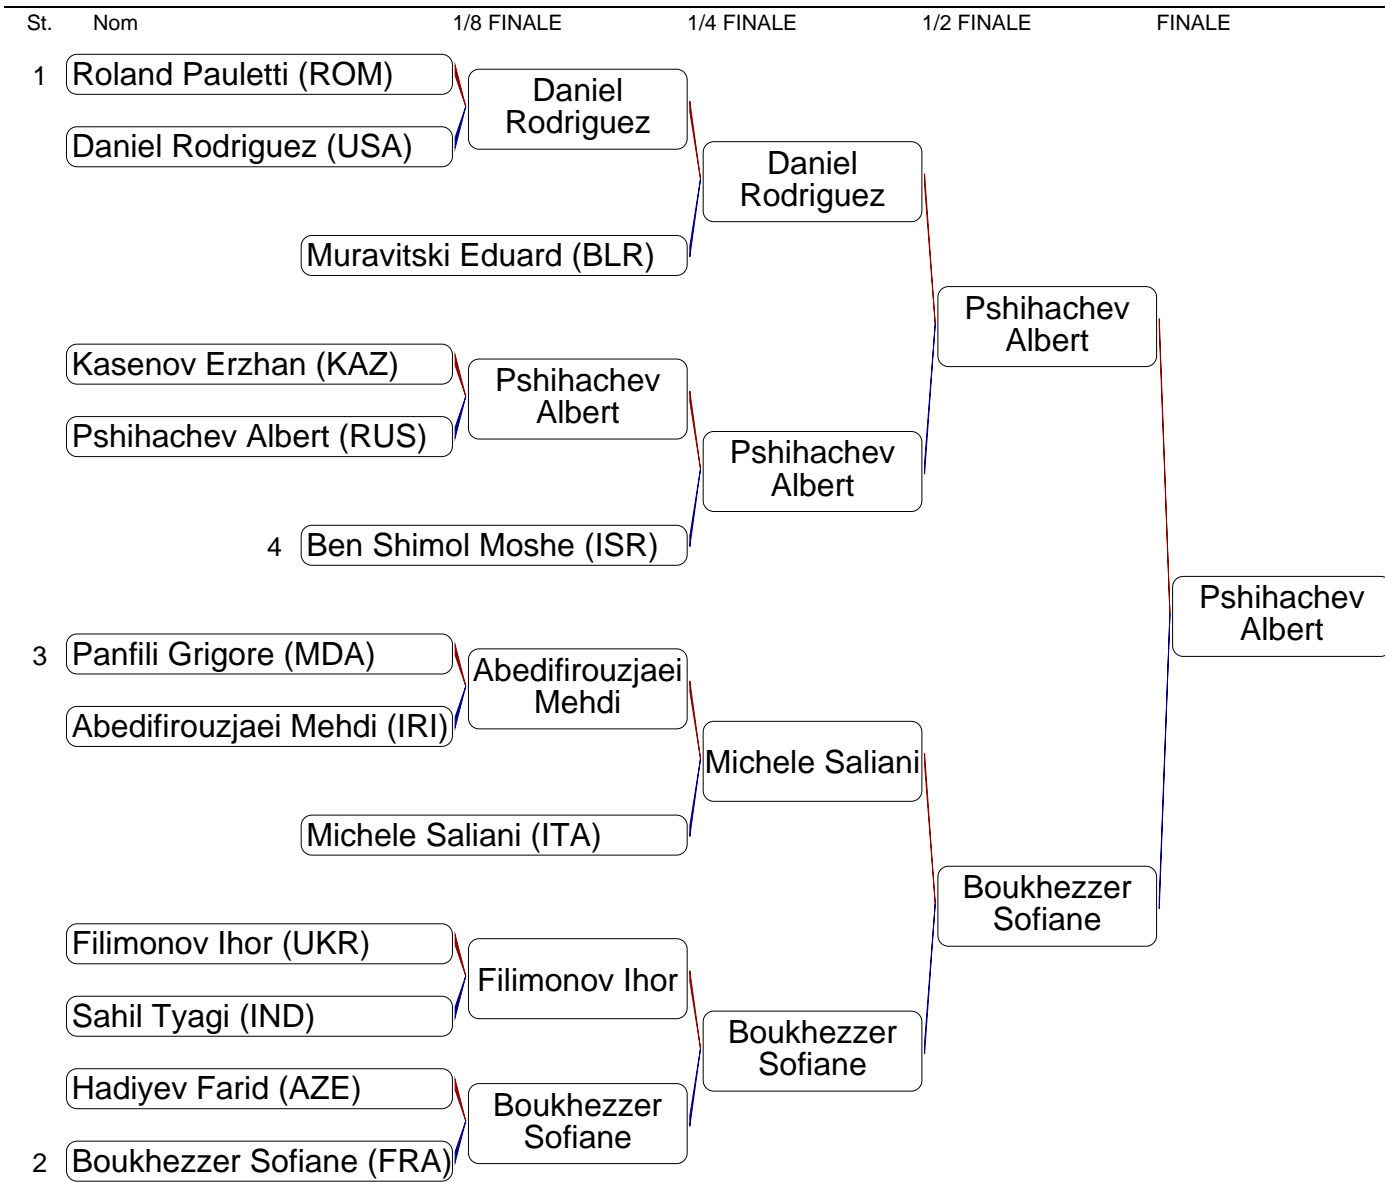 St. Nom 1/8 FINALE 1/4 FINALE 1/2 FINALE FINALE
1 Roland Pauletti (ROM)
Daniel Rodriguez (USA)
Daniel
Rodriguez
Muravitski Eduard (BLR)
Daniel
Rodriguez
Kasenov Erzhan (KAZ)
Pshihachev Albert (RUS)
Pshihachev
Albert
4 Ben Shimol Moshe (ISR)
Pshihachev
Albert
Pshihachev
Albert
3 Panfili Grigore (MDA)
Abedifirouzjaei Mehdi (IRI)
Abedifirouzjaei
Mehdi
Michele Saliani (ITA)
Michele Saliani
Filimonov Ihor (UKR)
Sahil Tyagi (IND)
Filimonov Ihor
Hadiyev Farid (AZE)
2 Boukhezzer Sofiane (FRA)
Boukhezzer
Sofiane
Boukhezzer
Sofiane
Boukhezzer
Sofiane
Pshihachev
Albert